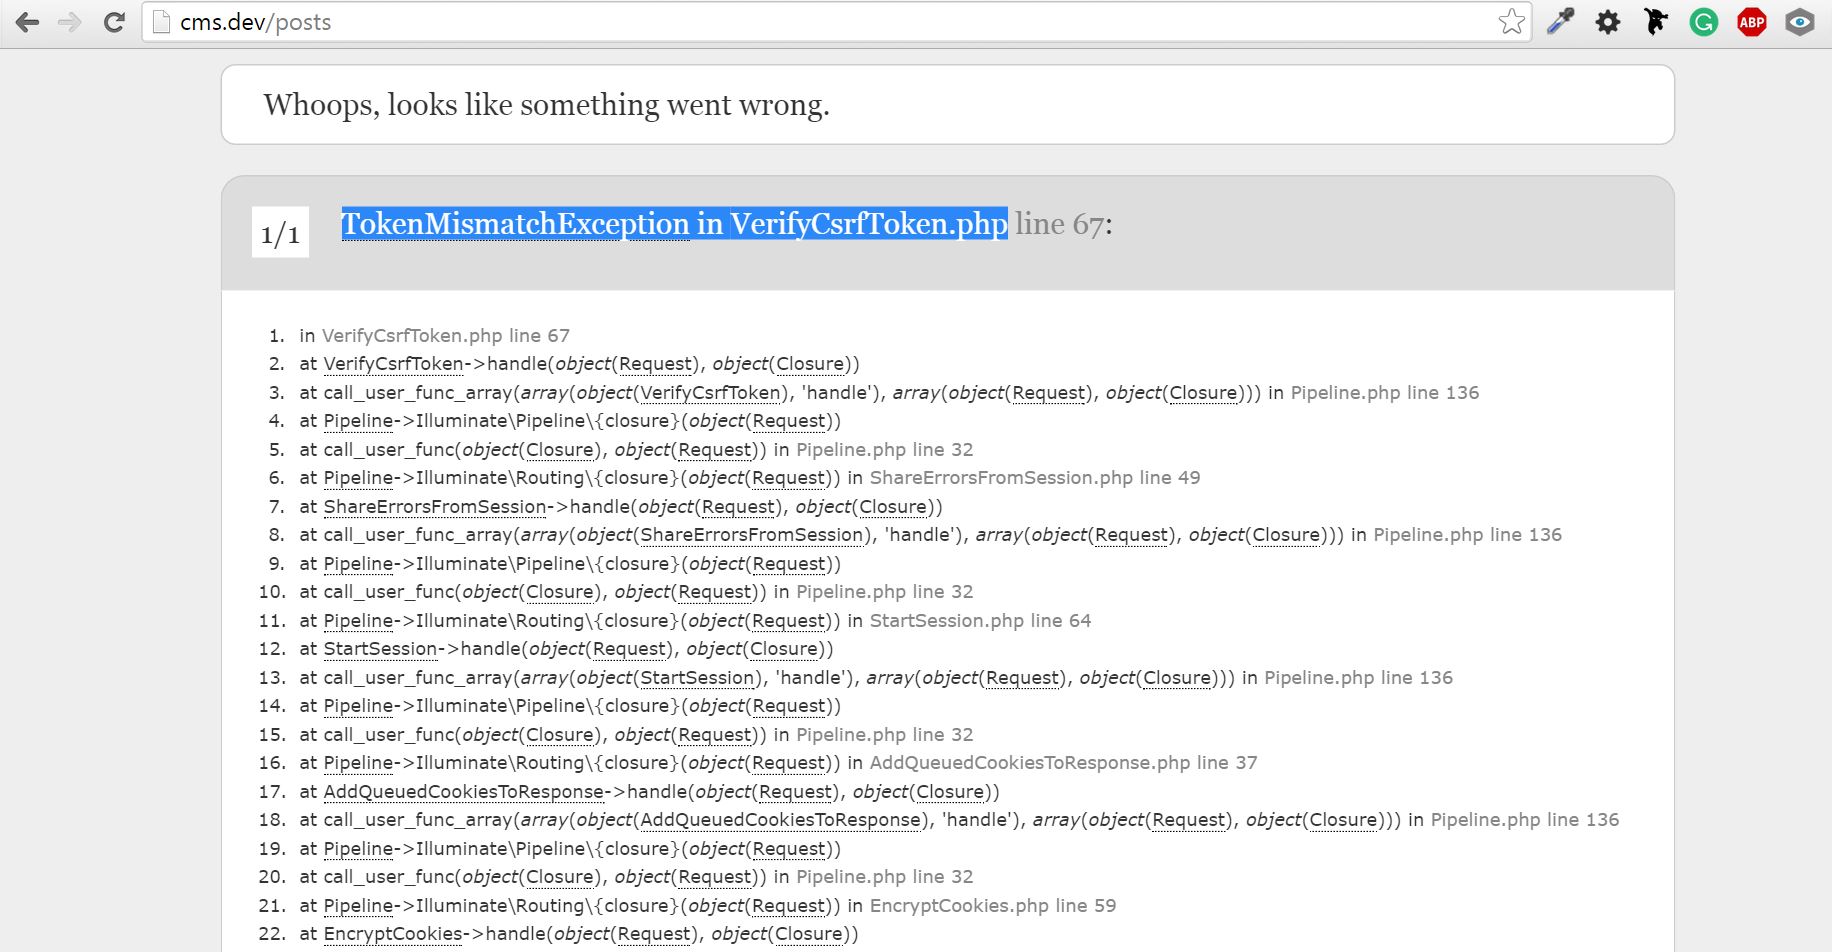 cms.dev/posts
ABP
Whoops, looks like something went wrong.
1/1 TokenMismatchException in VerifyCsrfToken.php line 67:
1. in VerifyCsrfToken.php line 67
2. at VerifyCsrfToken->handle(object(Request), object(Closure))
3. at call_user_func_array(array(object(VerifyCsrfToken), 'handle'), array(object(Request), object(Closure))) in Pipeline.php line 136
4. at Pipeline->Illuminate\Pipeline\{closure}(object(Request))
5. at call_user_func(object(Closure), object(Request)) in Pipeline.php line 32
6. at Pipeline->Illuminate\Routing\{closure}(object(Request)) in ShareErrorsFromSession.php line 49
7. at ShareErrorsFromSession->handle(object(Request), object(Closure))
8. at call_user_func_array(array(object(ShareErrorsFromSession), 'handle'), array(object(Request), object(Closure))) in Pipeline.php line 136
9. at Pipeline->Illuminate\Pipeline\{closure}(object(Request))
10. at call_user_func(object(Closure), object(Request)) in Pipeline.php line 32
11. at Pipeline->Illuminate\Routing\{closure}(object(Request)) in StartSession.php line 64
12. at StartSession->handle(object(Request), object(Closure))
13. at call_user_func_array(array(object(StartSession), 'handle'), array(object(Request), object(Closure))) in Pipeline.php line 136
14. at Pipeline->Illuminate\Pipeline\{closure}(object(Request))
15. at call_user_func(object(Closure), object(Request)) in Pipeline.php line 32
16. at Pipeline->Illuminate\Routing\{closure}(object(Request)) in AddQueuedCookiesToResponse.php line 37
17. at AddQueuedCookiesToResponse->handle(object(Request), object(Closure))
18. at call_user_func_array(array(object(AddQueuedCookiesToResponse), 'handle'), array(object(Request), object(Closure))) in Pipeline.php line 136
19. at Pipeline->Illuminate\Pipeline\{closure}(object(Request))
20. at call_user_func(object(Closure), object(Request)) in Pipeline.php line 32
21. at Pipeline->Illuminate\Routing\{closure}(object(Request)) in EncryptCookies.php line 59
22. at EncryptCookies->handle(object(Request), object(Closure))